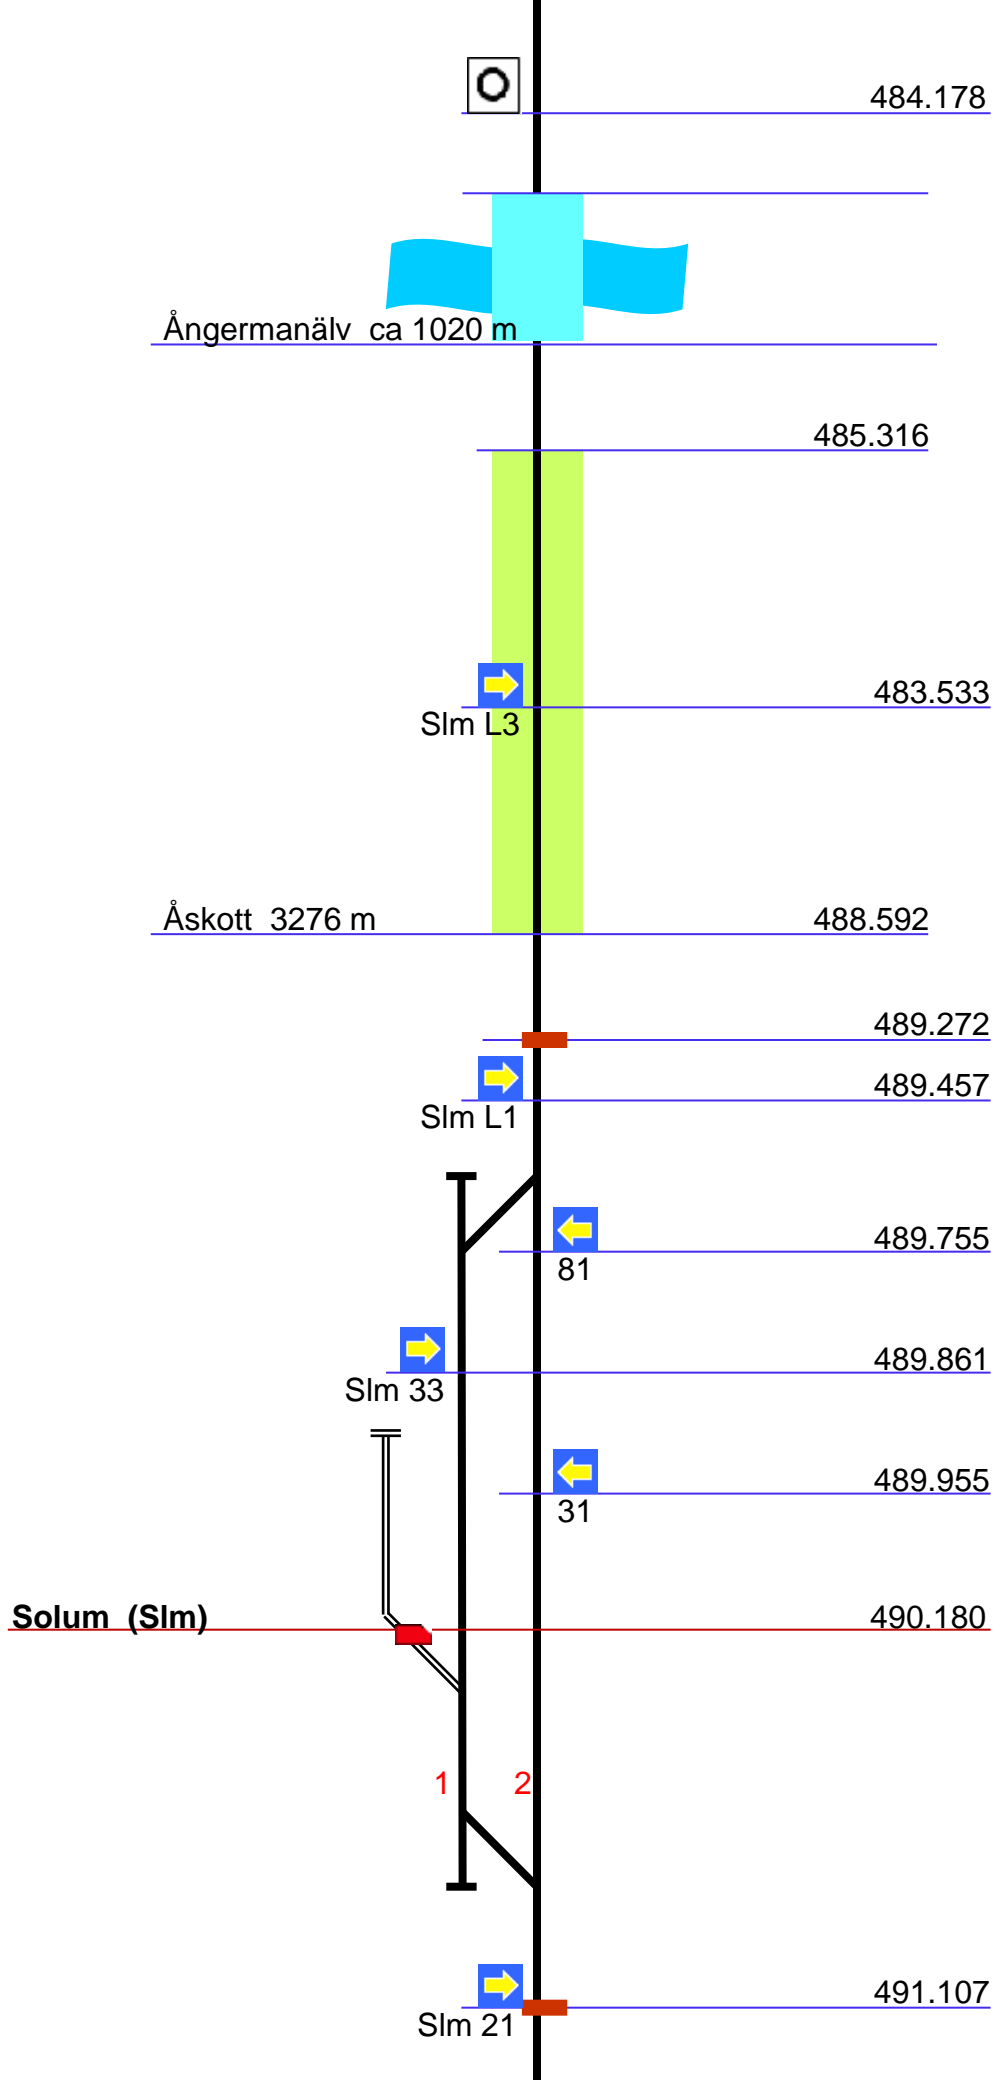 484.178
Ångermanälv ca 1020 m
485.316
483.533
Slm L3
Åskott 3276 m 488.592
489.272
489.457
Slm L1
489.755
81
489.861
Slm 33
489.955
31
Solum (Slm) 490.180
1 2
491.107
Slm 21